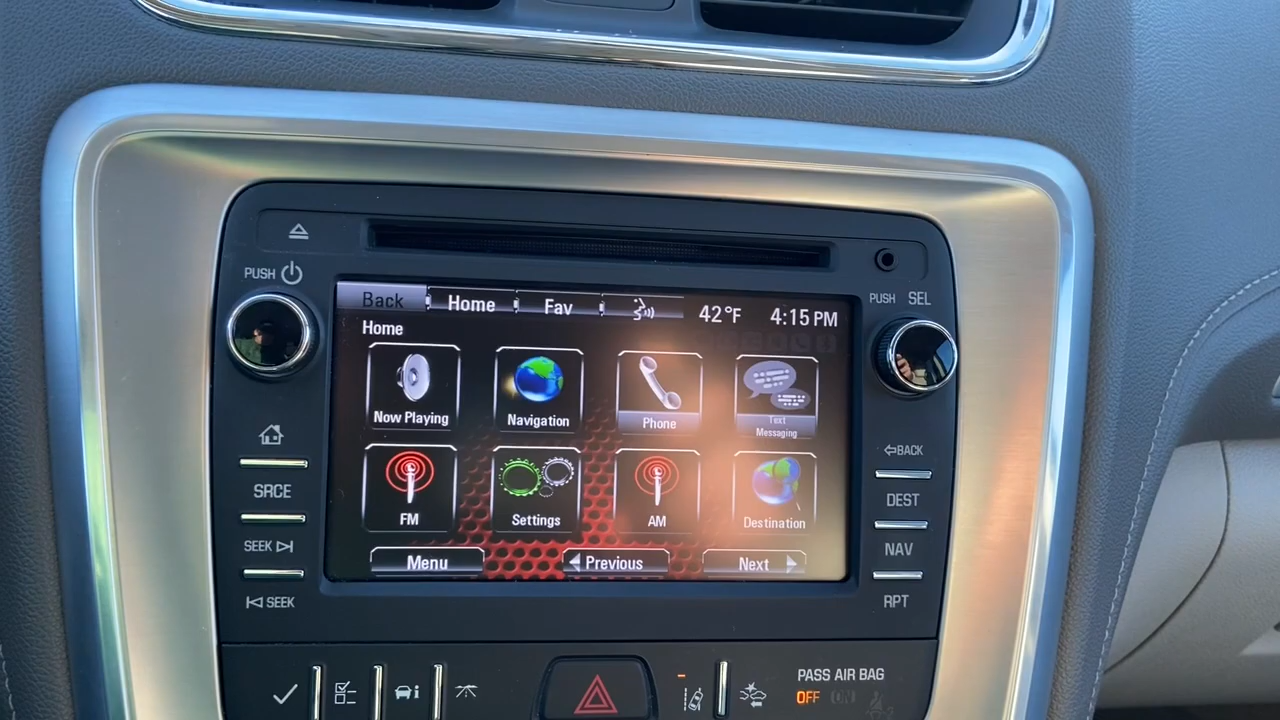 PUSH
PUSH SEL
Back Home Fav 42°F 4:15 PM
Home
Now Playing Navigation Phone Text Messaging
FM Settings AM Destination
Menu Previous Next
SRCE
SEEK
SEEK
BACK
DEST
NAV
RPT
PASS AIR BAG
OFF ON